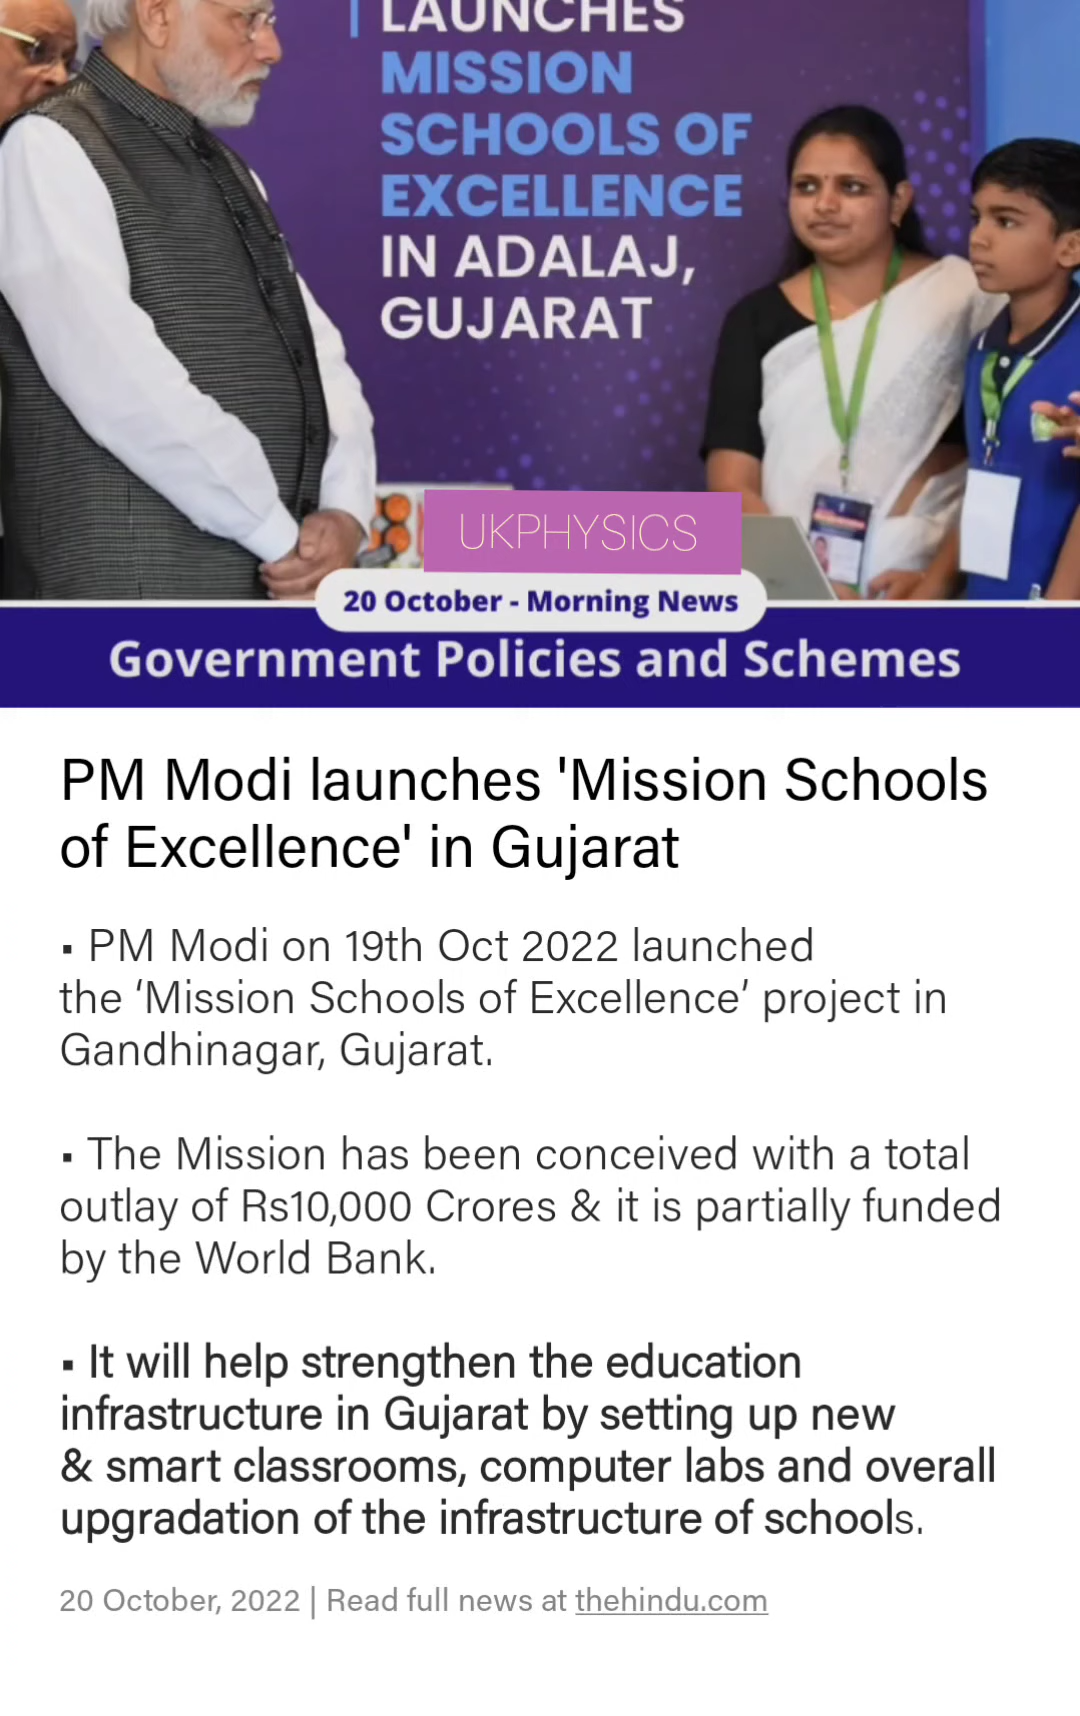 LAUNCHES
MISSION
SCHOOLS OF
EXCELLENCE
IN ADALAJ,
GUJARAT
UKPHYSICS
20 October - Morning News
Government Policies and Schemes
PM Modi launches 'Mission Schools
of Excellence' in Gujarat
▪ PM Modi on 19th Oct 2022 launched
the ‘Mission Schools of Excellence’ project in
Gandhinagar, Gujarat.
▪ The Mission has been conceived with a total
outlay of Rs10,000 Crores & it is partially funded
by the World Bank.
▪ It will help strengthen the education
infrastructure in Gujarat by setting up new
& smart classrooms, computer labs and overall
upgradation of the infrastructure of schools.
20 October, 2022 | Read full news at thehindu.com